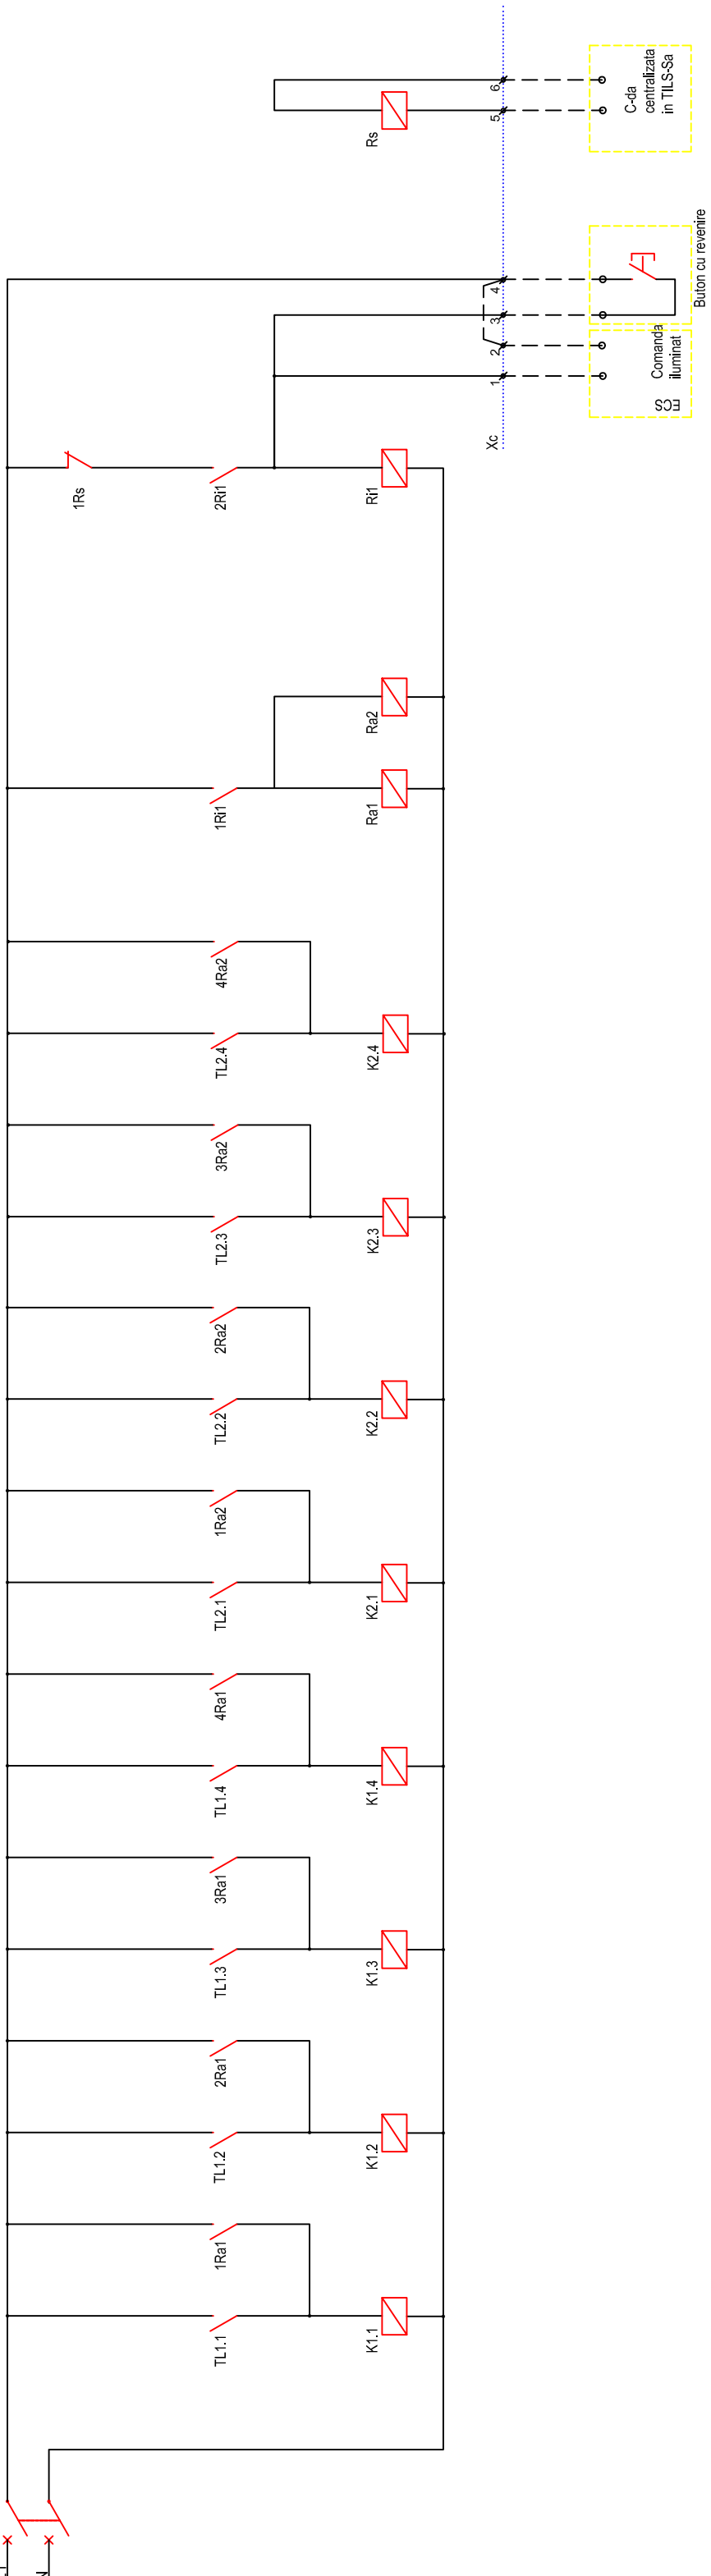 N
TL1.1
1Ra1
TL1.2
2Ra1
TL1.3
3Ra1
TL1.4
4Ra1
TL2.1
1Ra2
TL2.2
2Ra2
TL2.3
3Ra2
TL2.4
4Ra2
1Ri1
1Rs
2Ri1
K1.1
K1.2
K1.3
K1.4
K2.1
K2.2
K2.3
K2.4
Ra1
Ra2
Ri1
Rs
Xc
1
2
3
4
5
6
ECS
Comanda
iluminat
Buton cu revenire
C-da
centralizata
in TILS-Sa